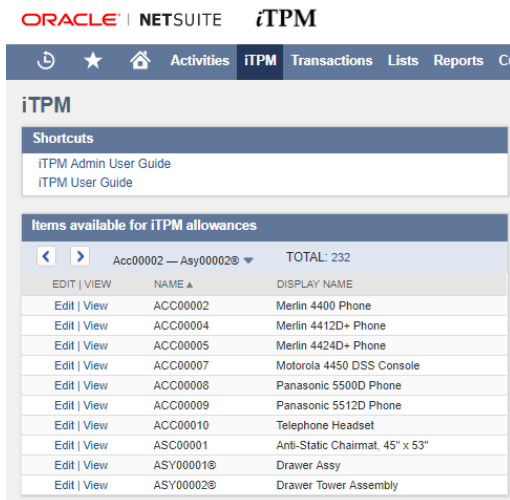 ORACLE | NETSUITE iTPM
Activities iTPM Transactions Lists Reports
iTPM
Shortcuts
iTPM Admin User Guide
iTPM User Guide
Items available for iTPM allowances
Acc00002 — Asy00002® TOTAL: 232
EDIT | VIEW NAME ▲ DISPLAY NAME
Edit | View ACC00002 Merlin 4400 Phone
Edit | View ACC00004 Merlin 4412D+ Phone
Edit | View ACC00005 Merlin 4424D+ Phone
Edit | View ACC00007 Motorola 4450 DSS Console
Edit | View ACC00008 Panasonic 5500D Phone
Edit | View ACC00009 Panasonic 5512D Phone
Edit | View ACC00010 Telephone Headset
Edit | View ASC00001 Anti-Static Chairmat, 45" x 53"
Edit | View ASY00001® Drawer Assy
Edit | View ASY00002® Drawer Tower Assembly